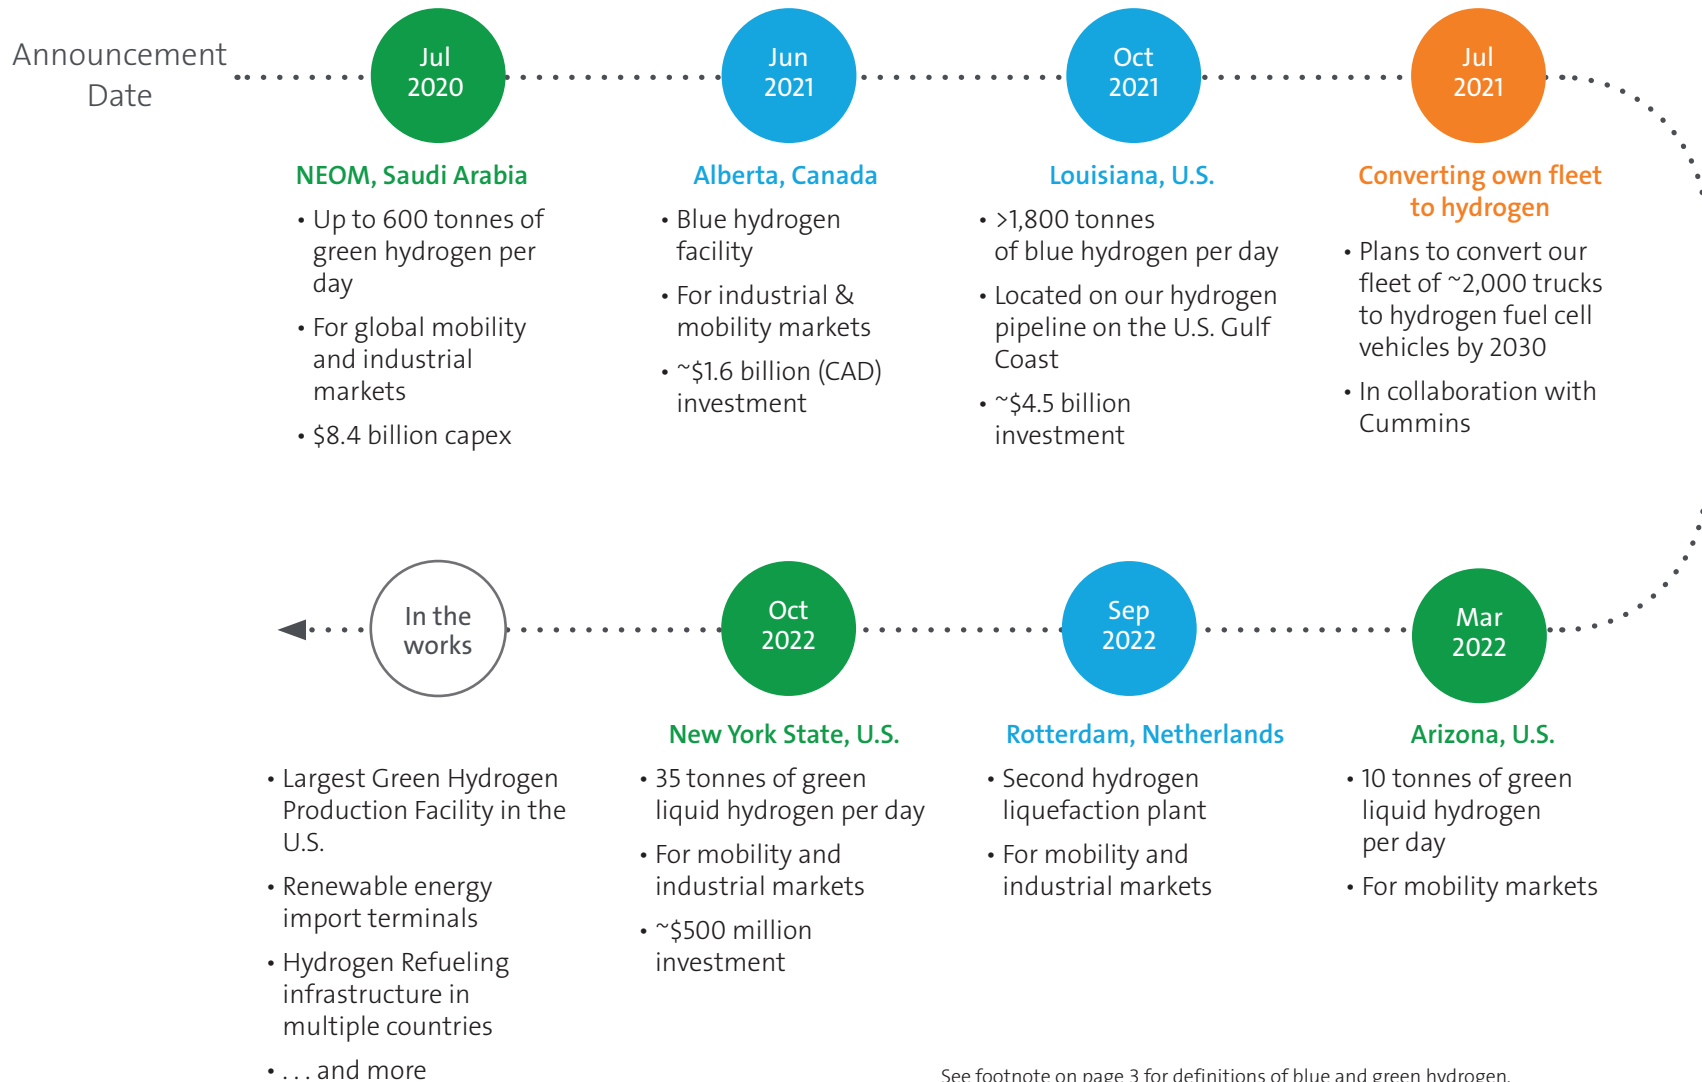 Announcement
Date
Jul
2020
NEOM, Saudi Arabia
• Up to 600 tonnes of
green hydrogen per
day
• For global mobility
and industrial
markets
• $8.4 billion capex
Jun
2021
Alberta, Canada
• Blue hydrogen
facility
• For industrial &
mobility markets
• ~$1.6 billion (CAD)
investment
Oct
2021
Louisiana, U.S.
• >1,800 tonnes
of blue hydrogen per day
• Located on our hydrogen
pipeline on the U.S. Gulf
Coast
• ~$4.5 billion
investment
Jul
2021
Converting own fleet
to hydrogen
• Plans to convert our
fleet of ~2,000 trucks
to hydrogen fuel cell
vehicles by 2030
• In collaboration with
Cummins
Mar
2022
Arizona, U.S.
• 10 tonnes of green
liquid hydrogen
per day
• For mobility markets
Sep
2022
Rotterdam, Netherlands
• Second hydrogen
liquefaction plant
• For mobility and
industrial markets
Oct
2022
New York State, U.S.
• 35 tonnes of green
liquid hydrogen per day
• For mobility and
industrial markets
• ~$500 million
investment
In the
works
• Largest Green Hydrogen
Production Facility in the
U.S.
• Renewable energy
import terminals
• Hydrogen Refueling
infrastructure in
multiple countries
• . . . and more
See footnote on page 3 for definitions of blue and green hydrogen.